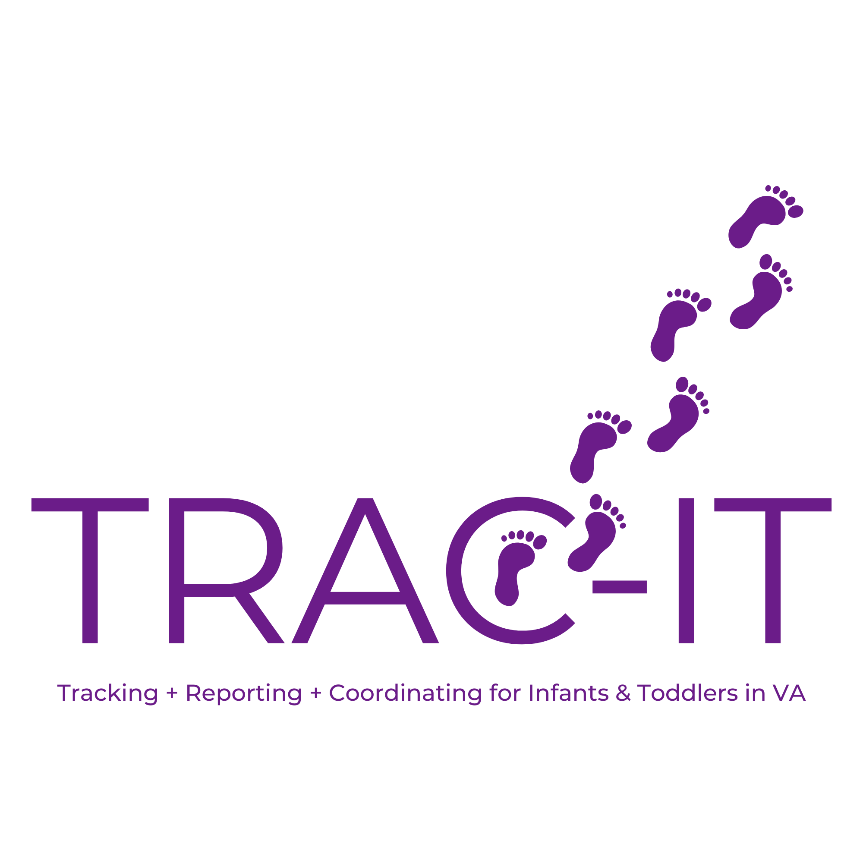 TRAC-IT
Tracking + Reporting + Coordinating for Infants & Toddlers in VA